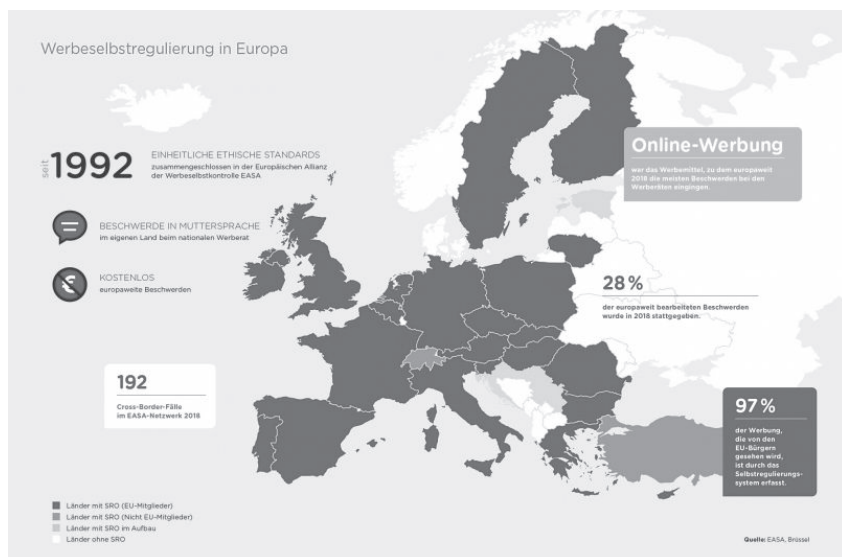 Werbeselbstregulierung in Europa
seit 1992
EINHEITLICHE ETHISCHE STANDARDS
zusammengeschlossen in der Europäischen Allianz
der Werbeselbstkontrolle EASA
BESCHWERDE IN MUTTERSPRACHE
im eigenen Land beim nationalen Werberat
€
KOSTENLOS
europaweite Beschwerden
192
Cross-Border-Fälle
im EASA-Netzwerk 2018
Online-Werbung
war das Werbemittel, zu dem europaweit
2018 die meisten Beschwerden bei den
Werberäten eingingen.
28 %
der europaweit bearbeiteten Beschwerden
wurde in 2018 stattgegeben.
97 %
der Werbung,
die von den
EU-Bürgern
gesehen wird,
ist durch das
Selbstregulierungs-
system erfasst.
Länder mit SRO (EU-Mitglieder)
Länder mit SRO (Nicht EU-Mitglieder)
Länder mit SRO im Aufbau
Länder ohne SRO
Quelle: EASA, Brüssel